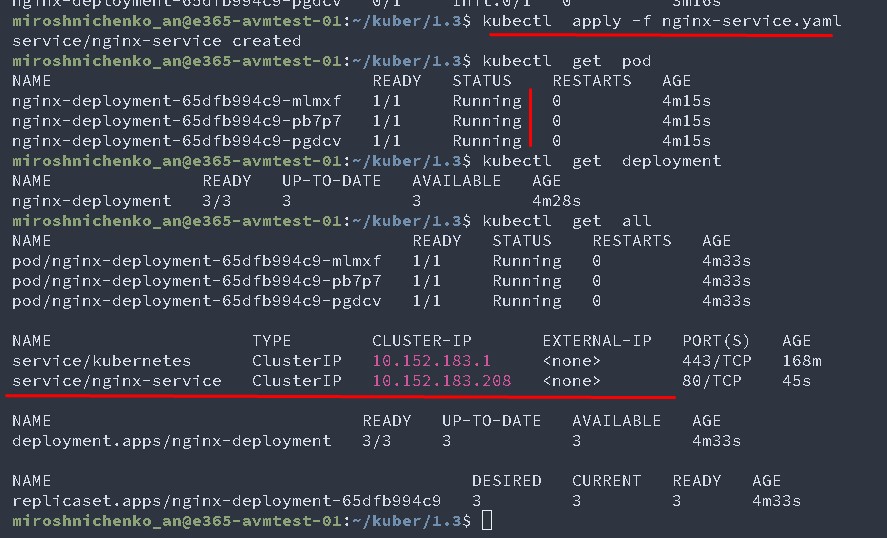 nginx-deployment-65dfb994c9-pgdcv 0/1 Init:0/1 0 3m16s
miroshnichenko_an@e365-avmtest-01:~/kuber/1.3$ kubectl apply -f nginx-service.yaml
service/nginx-service created
miroshnichenko_an@e365-avmtest-01:~/kuber/1.3$ kubectl get pod
NAME READY STATUS RESTARTS AGE
nginx-deployment-65dfb994c9-mlmxf 1/1 Running 0 4m15s
nginx-deployment-65dfb994c9-pb7p7 1/1 Running 0 4m15s
nginx-deployment-65dfb994c9-pgdcv 1/1 Running 0 4m15s
miroshnichenko_an@e365-avmtest-01:~/kuber/1.3$ kubectl get deployment
NAME READY UP-TO-DATE AVAILABLE AGE
nginx-deployment 3/3 3 3 4m28s
miroshnichenko_an@e365-avmtest-01:~/kuber/1.3$ kubectl get all
NAME READY STATUS RESTARTS AGE
pod/nginx-deployment-65dfb994c9-mlmxf 1/1 Running 0 4m33s
pod/nginx-deployment-65dfb994c9-pb7p7 1/1 Running 0 4m33s
pod/nginx-deployment-65dfb994c9-pgdcv 1/1 Running 0 4m33s
NAME TYPE CLUSTER-IP EXTERNAL-IP PORT(S) AGE
service/kubernetes ClusterIP 10.152.183.1 <none> 443/TCP 168m
service/nginx-service ClusterIP 10.152.183.208 <none> 80/TCP 45s
NAME READY UP-TO-DATE AVAILABLE AGE
deployment.apps/nginx-deployment 3/3 3 3 4m33s
NAME DESIRED CURRENT READY AGE
replicaset.apps/nginx-deployment-65dfb994c9 3 3 3 4m33s
miroshnichenko_an@e365-avmtest-01:~/kuber/1.3$